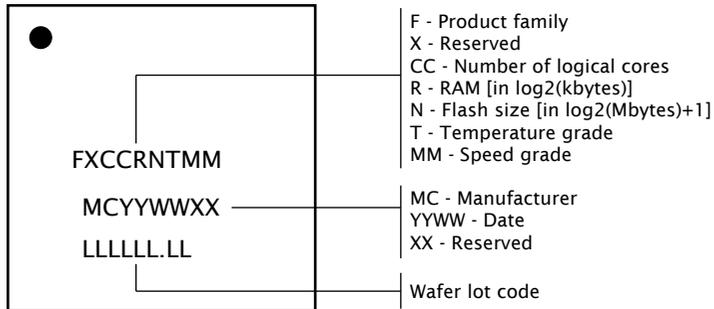 FXCCRNTMM
MCYYWWXX
LLLLLL.LL
F - Product family
X - Reserved
CC - Number of logical cores
R - RAM [in log2(kbytes)]
N - Flash size [in log2(Mbytes)+1]
T - Temperature grade
MM - Speed grade
MC - Manufacturer
YYWW - Date
XX - Reserved
Wafer lot code